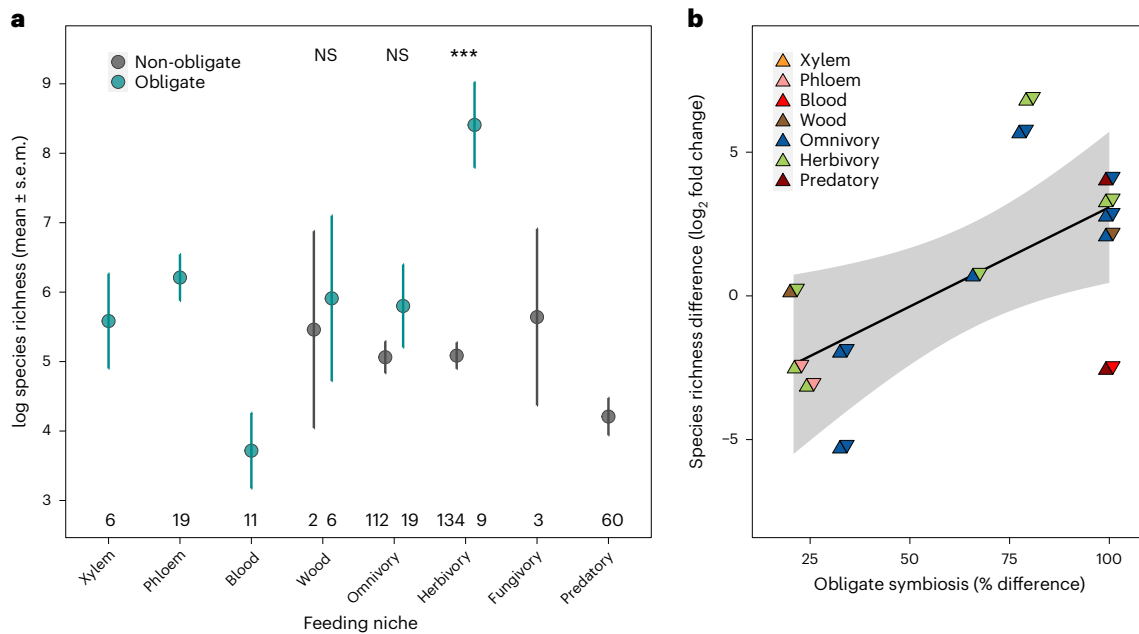 a
Non-obligate
Obligate
NS
NS
***
9
8
7
6
5
4
3
log species richness (mean ± s.e.m.)
6
19
11
2
6
112
19
134
9
3
60
Xylem
Phloem
Blood
Wood
Omnivory
Herbivory
Fungivory
Predatory
Feeding niche
b
Xylem
Phloem
Blood
Wood
Omnivory
Herbivory
Predatory
Species richness difference (log2 fold change)
5
0
−5
25
50
75
100
Obligate symbiosis (% difference)